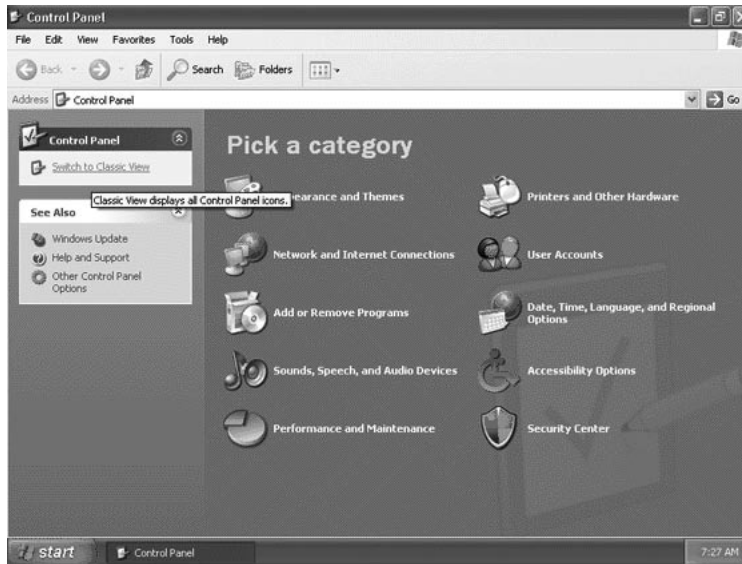 Control Panel
File Edit View Favorites Tools Help
Back Search Folders
Address Control Panel Go
Control Panel
Switch to Classic View
Classic View displays all Control Panel icons.
See Also
Windows Update
Help and Support
Other Control Panel
Options
Pick a category
earance and Themes
Printers and Other Hardware
Network and Internet Connections
User Accounts
Add or Remove Programs
Date, Time, Language, and Regional
Options
Sounds, Speech, and Audio Devices
Accessibility Options
Performance and Maintenance
Security Center
start Control Panel 7:27 AM